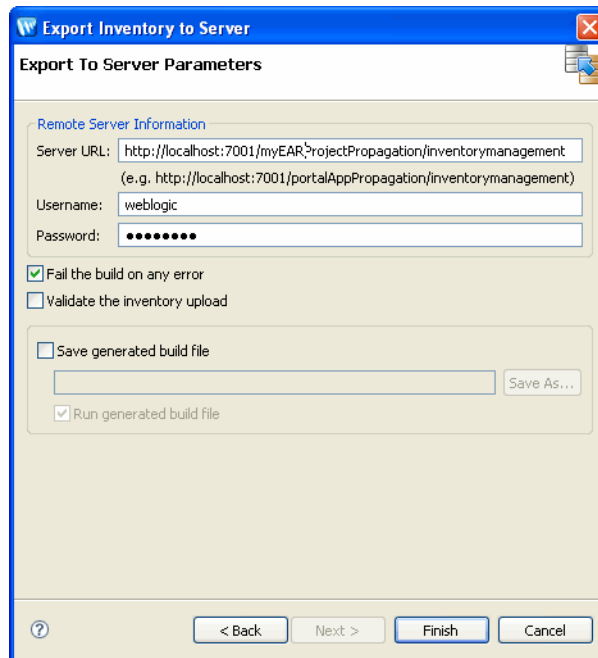 Export Inventory to Server
Export To Server Parameters
Remote Server Information
Server URL: http://localhost:7001/myEARProjectPropagation/inventorymanagement
(e.g. http://localhost:7001/portalAppPropagation/inventorymanagement)
Username: weblogic
Password: ●●●●●●●●
Fail the build on any error
Validate the inventory upload
Save generated build file
Save As...
Run generated build file
? < Back Next > Finish Cancel